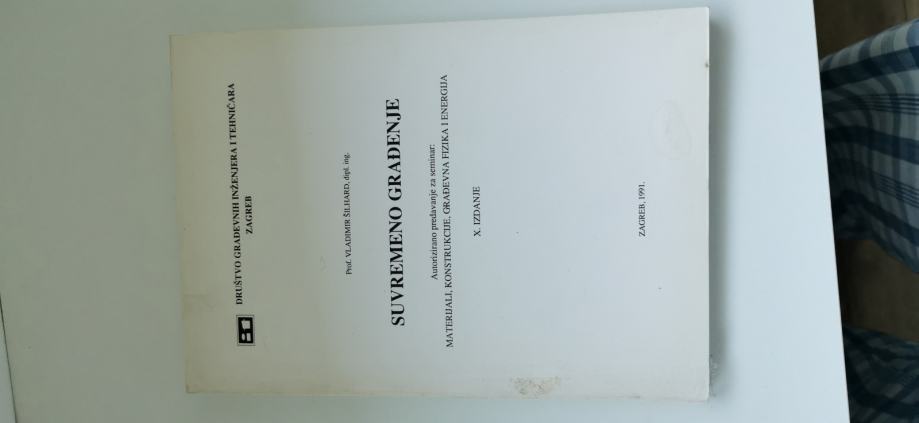 DRUŠTVO GRAĐEVNIH INŽENJERA I TEHNIČARA
ZAGREB
Prof. VLADIMIR ŠILHARD, dipl. ing.
SUVREMENO GRAĐENJE
Autorizirano predavanje za seminar:
MATERIJALI, KONSTRUKCIJE, GRAĐEVNA FIZIKA I ENERGIJA
X. IZDANJE
ZAGREB, 1991.